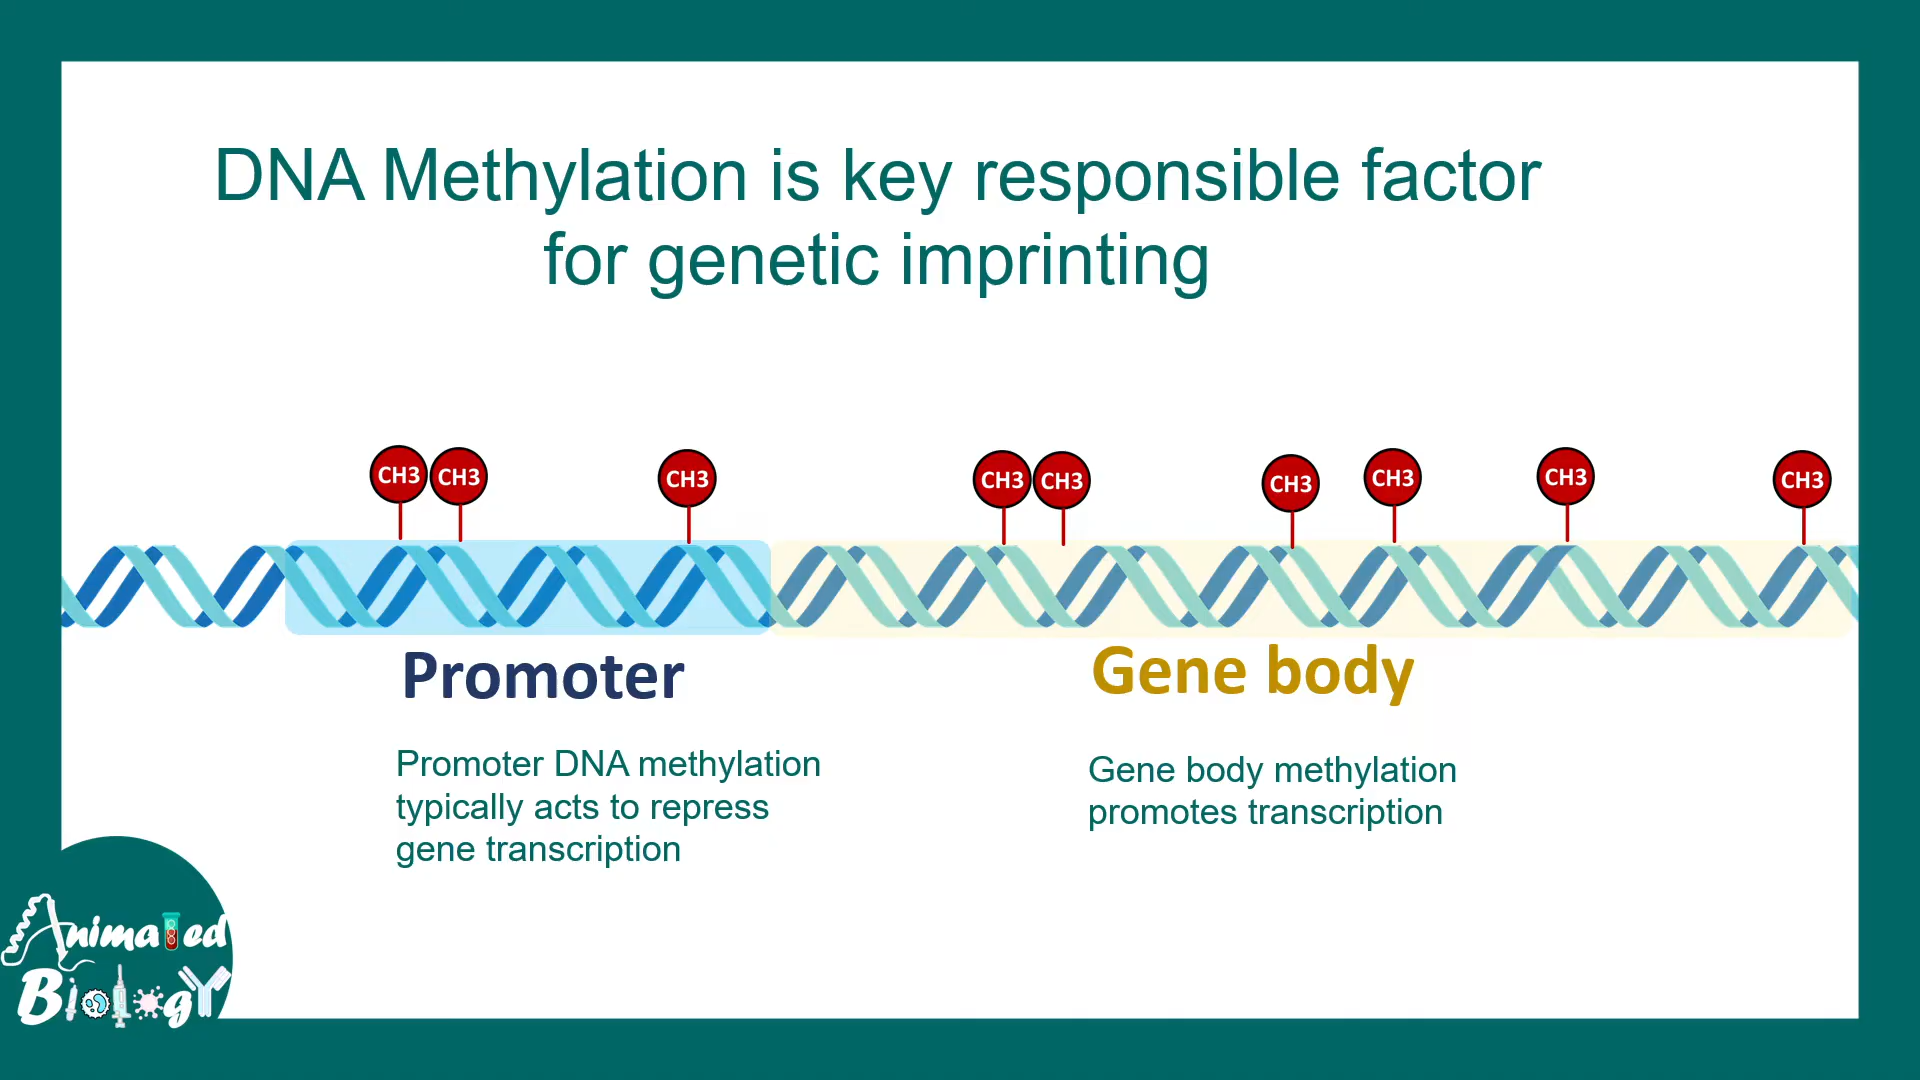 DNA Methylation is key responsible factor
for genetic imprinting
CH3 CH3 CH3 CH3 CH3 CH3 CH3 CH3 CH3
Promoter
Gene body
Promoter DNA methylation
typically acts to repress
gene transcription
Gene body methylation
promotes transcription
Animated
Biology